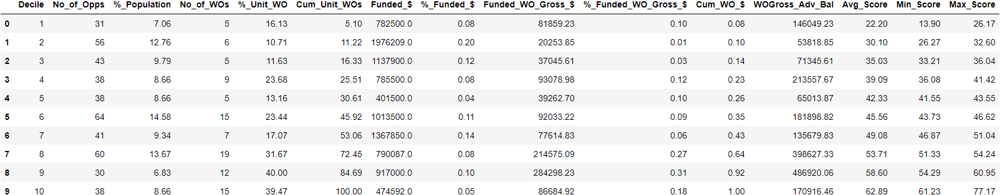 Decile No_of_Opps %_Population No_of_WOs %_Unit_WO Cum_Unit_WOs Funded_$ %_Funded_$ Funded_WO_Gross_$ %_Funded_WO_Gross_$ Cum_WO_$ WOGross_Adv_Bal Avg_Score Min_Score Max_Score
0 1 31 7.06 5 16.13 5.10 782500.0 0.08 81859.23 0.10 0.08 146049.23 22.20 13.90 26.17
1 2 56 12.76 6 10.71 11.22 1976209.0 0.20 20253.85 0.01 0.10 53818.85 30.10 26.27 32.60
2 3 43 9.79 5 11.63 16.33 1137900.0 0.12 37045.61 0.03 0.14 71345.61 35.03 33.21 36.04
3 4 38 8.66 9 23.68 25.51 785500.0 0.08 93078.98 0.12 0.23 213557.67 39.09 36.08 41.42
4 5 38 8.66 5 13.16 30.61 401500.0 0.04 39262.70 0.10 0.26 65013.87 42.33 41.55 43.55
5 6 64 14.58 15 23.44 45.92 1013500.0 0.11 92033.22 0.09 0.35 181898.82 45.56 43.73 46.62
6 7 41 9.34 7 17.07 53.06 1367850.0 0.14 77614.83 0.06 0.43 135679.83 49.08 46.87 51.04
7 8 60 13.67 19 31.67 72.45 790087.0 0.08 214575.09 0.27 0.64 398627.33 53.71 51.33 54.24
8 9 30 6.83 12 40.00 84.69 917000.0 0.10 284298.23 0.31 0.92 486920.06 58.60 54.29 60.95
9 10 38 8.66 15 39.47 100.00 474592.0 0.05 86684.92 0.18 1.00 170916.46 62.89 61.23 77.17